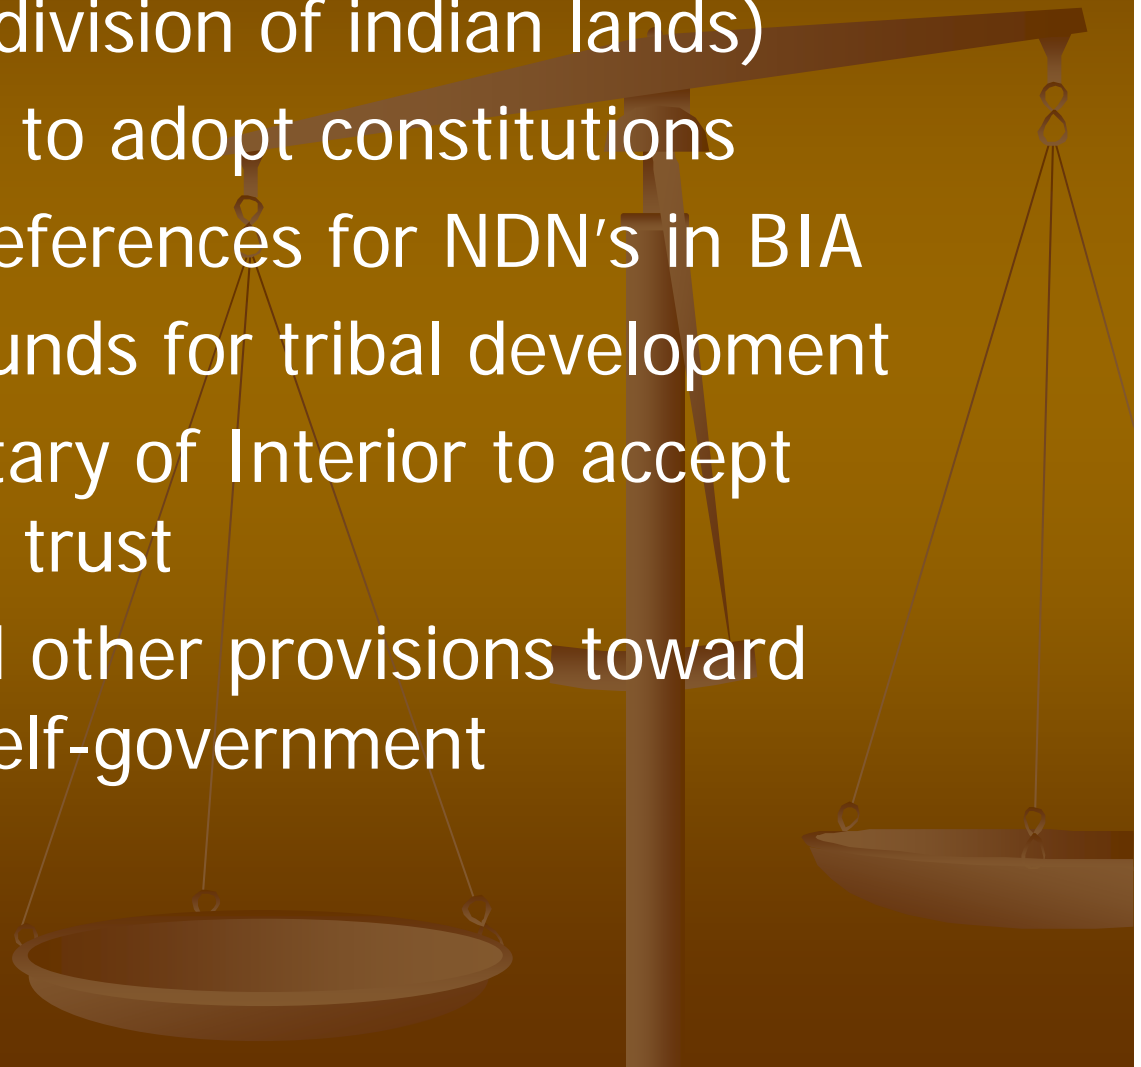 division of indian lands)
to adopt constitutions
eferences for NDN's in BIA
unds for tribal development
tary of Interior to accept
trust
other provisions toward
elf-government